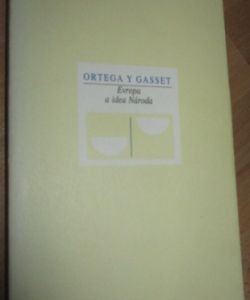 ORTEGA Y GASSET
Evropa
a idea Národa